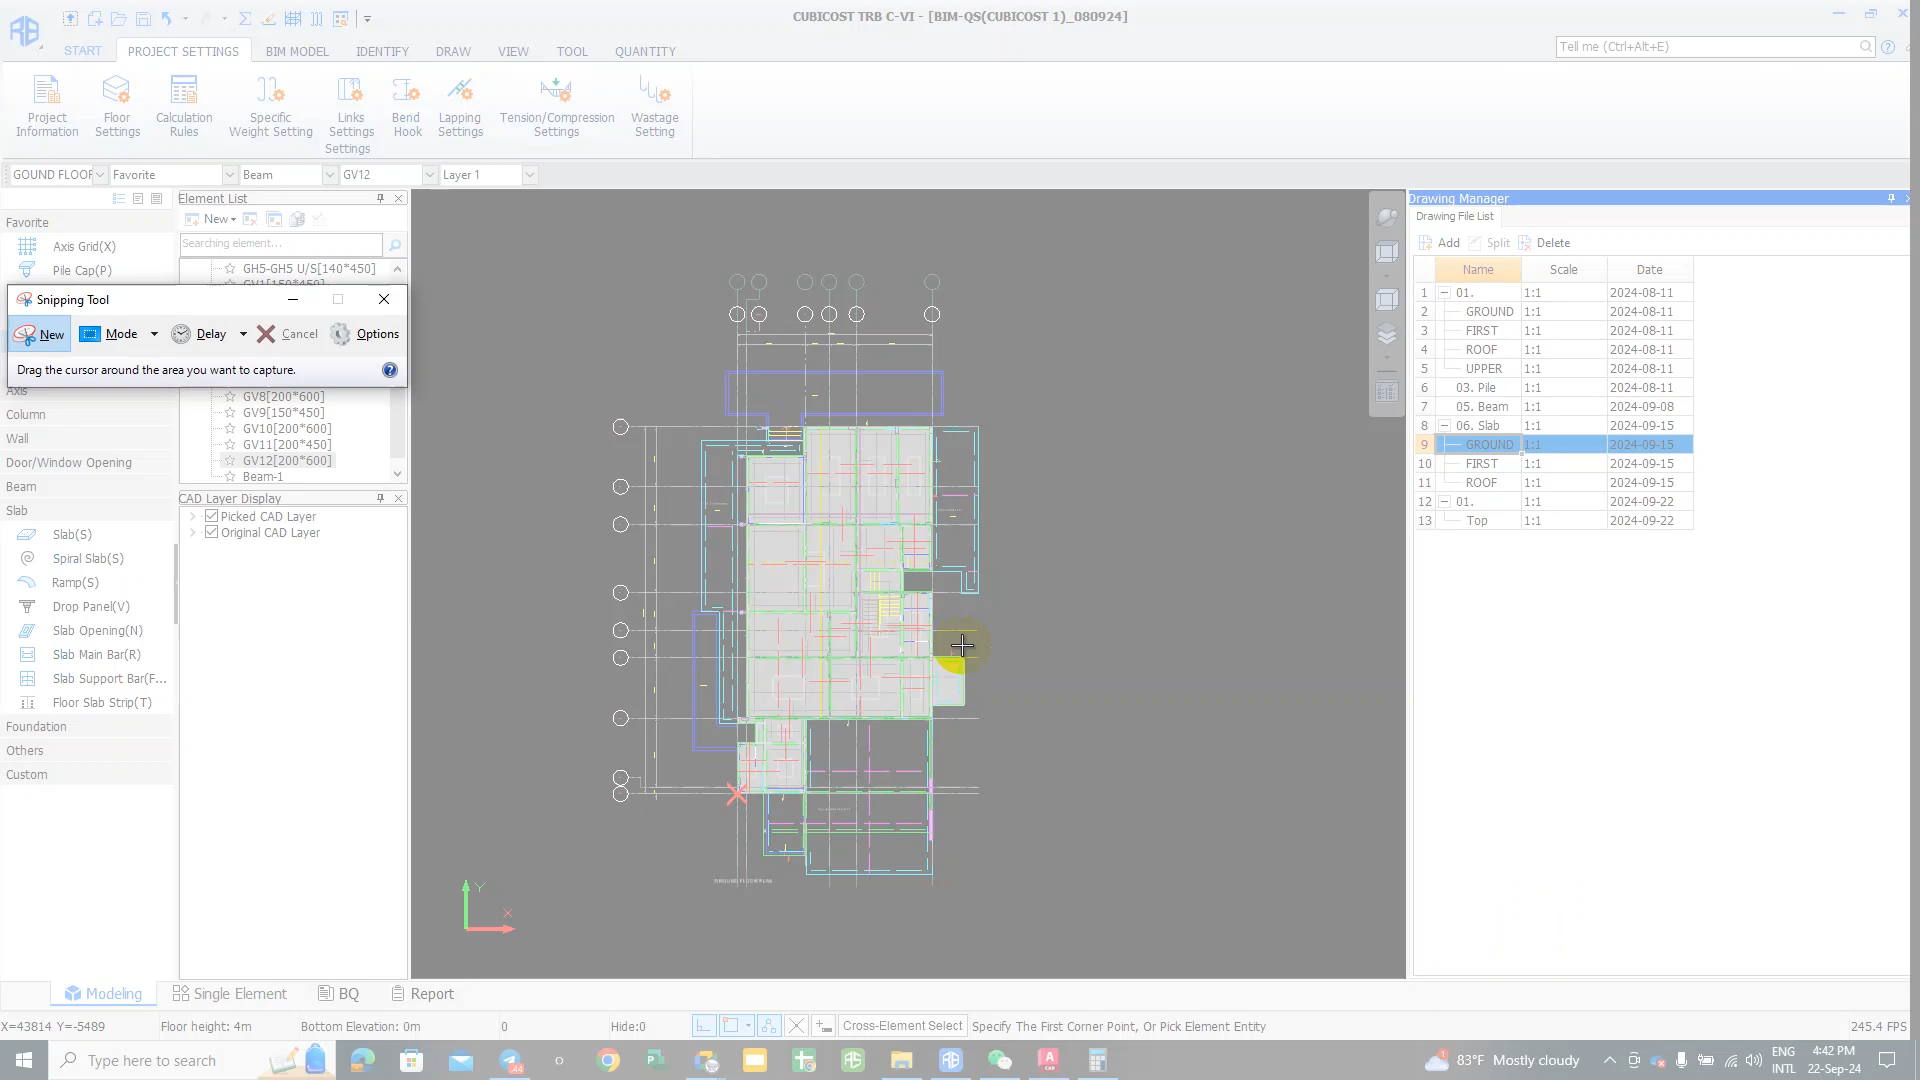 CUBICOST TRB C-VI - [BIM-QS(CUBICOST 1)_080924]
START
PROJECT SETTINGS
BIM MODEL
IDENTIFY
DRAW
VIEW
TOOL
QUANTITY
Tell me (Ctrl+Alt+E)
Project Information
Floor Settings
Calculation Rules
Specific Weight Setting
Links Settings
Bend Hook
Lapping Settings
Tension/Compression Settings
Wastage Setting
Settings
GOUND FLOOR
Favorite
Beam
GV12
Layer 1
Favorite
Axis Grid(X)
Pile Cap(P)
Axis
Column
Wall
Door/Window Opening
Beam
Slab
Slab(S)
Spiral Slab(S)
Ramp(S)
Drop Panel(V)
Slab Opening(N)
Slab Main Bar(R)
Slab Support Bar(F...
Floor Slab Strip(T)
Foundation
Others
Custom
Element List
New
Searching element...
GH5-GH5 U/S[140*450]
GV1[150*450]
GV8[200*600]
GV9[150*450]
GV10[200*600]
GV11[200*450]
GV12[200*600]
Beam-1
Snipping Tool
New
Mode
Delay
Cancel
Options
Drag the cursor around the area you want to capture.
CAD Layer Display
Picked CAD Layer
Original CAD Layer
GROUND FLOOR PLAN
Y
X
Drawing Manager
Drawing File List
Add Split Delete
Name Scale Date
1 01. 1:1 2024-08-11
2 GROUND 1:1 2024-08-11
3 FIRST 1:1 2024-08-11
4 ROOF 1:1 2024-08-11
5 UPPER 1:1 2024-08-11
6 03. Pile 1:1 2024-08-11
7 05. Beam 1:1 2024-09-08
8 06. Slab 1:1 2024-09-15
9 GROUND 1:1 2024-09-15
10 FIRST 1:1 2024-09-15
11 ROOF 1:1 2024-09-15
12 01. 1:1 2024-09-22
13 Top 1:1 2024-09-22
Modeling
Single Element
BQ
Report
X=43814 Y=-5489
Floor height: 4m
Bottom Elevation: 0m
0
Hide:0
Cross-Element Select
Specify The First Corner Point, Or Pick Element Entity
245.4 FPS
Type here to search
44
83°F Mostly cloudy
ENG
INTL
4:42 PM
22-Sep-24